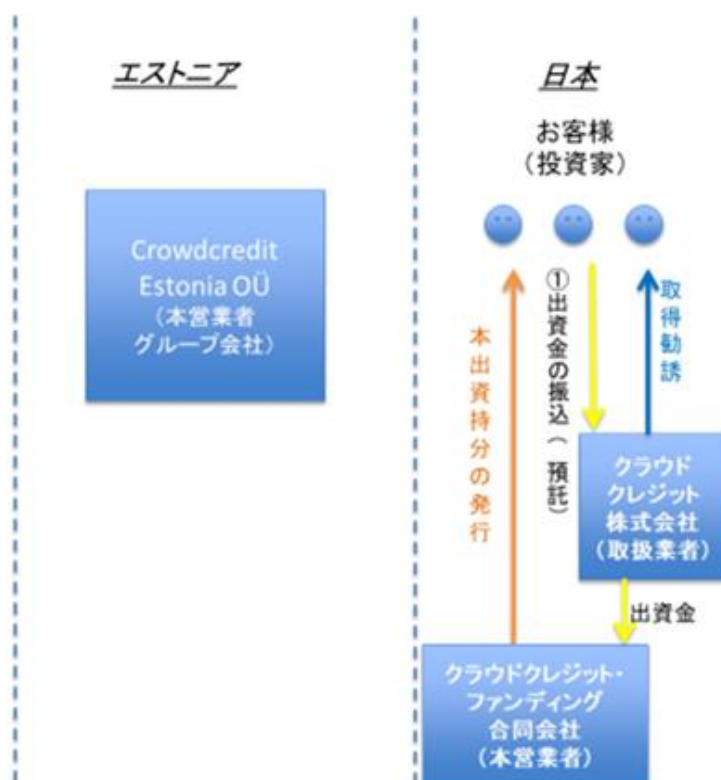 エストニア
Crowdcredit
Estonia OÜ
(本営業者
グループ会社)
日本
お客様
(投資家)
本出資持分の発行
①出資金の振込(預託)
取得勧誘
クラウド
クレジット
株式会社
(取扱業者)
出資金
クラウドクレジット・
ファンディング
合同会社
(本営業者)